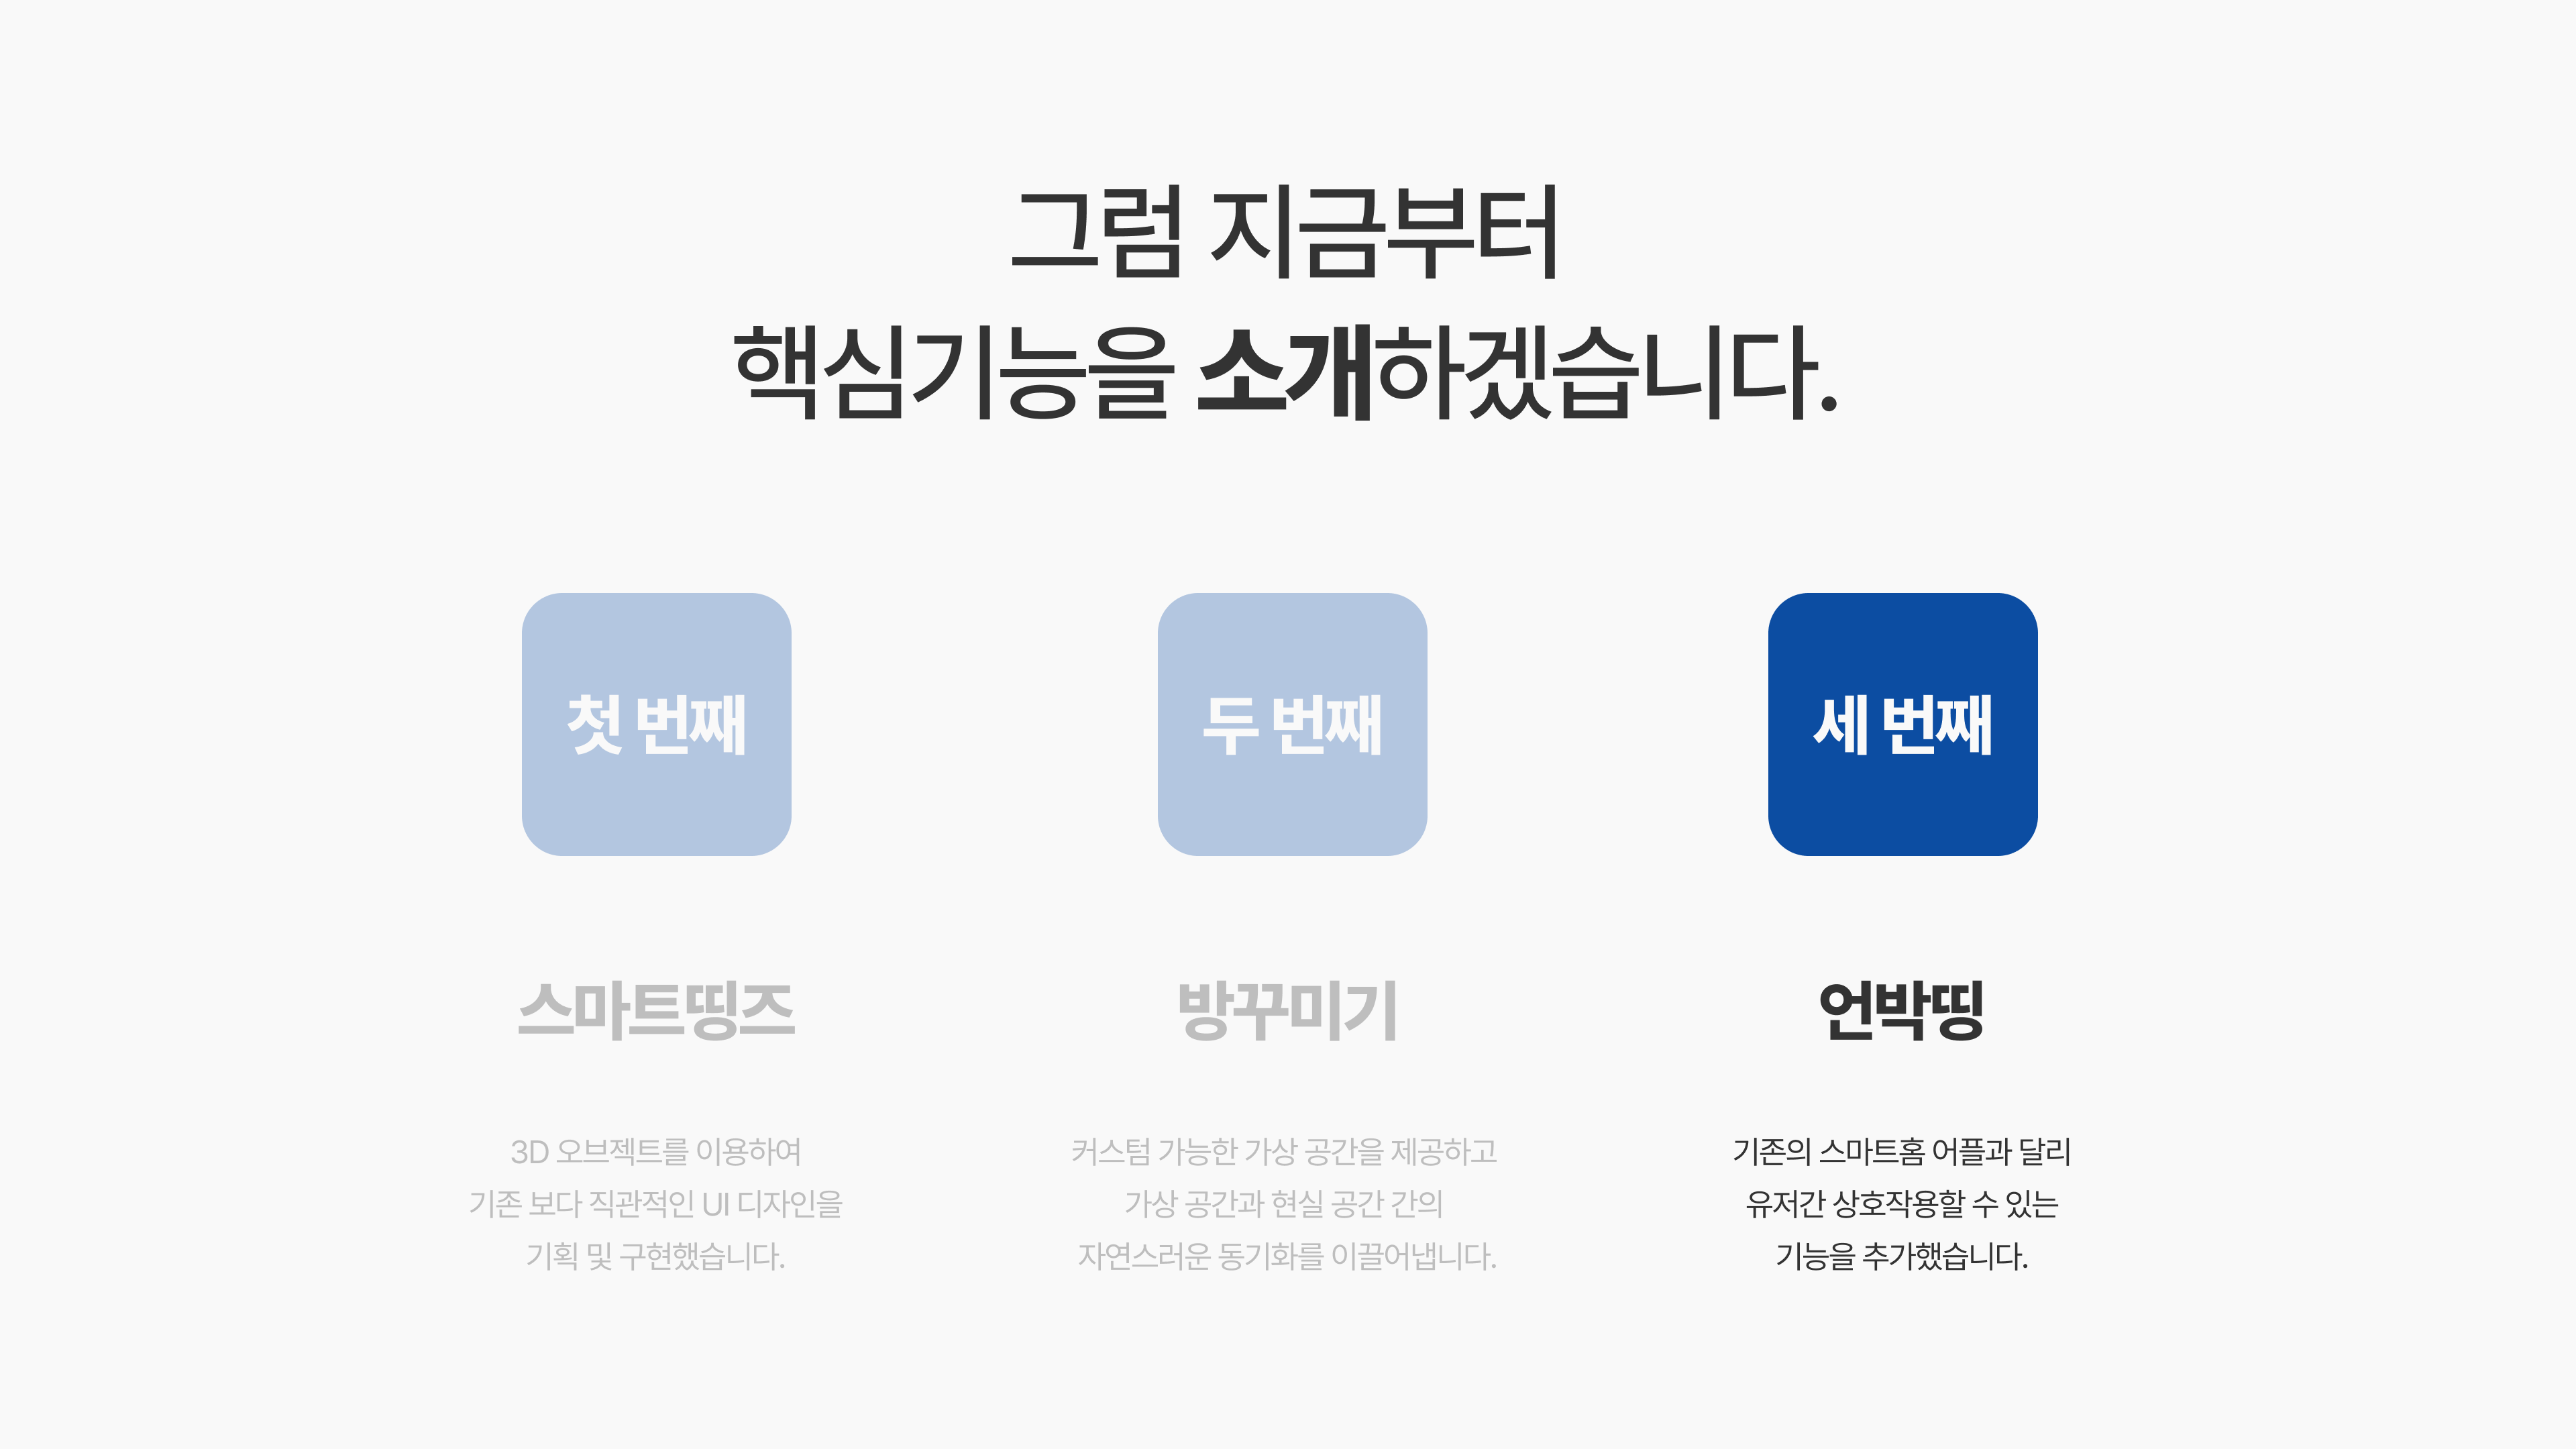 그럼 지금부터
핵심기능을 소개하겠습니다.
첫 번째
스마트띵즈
3D 오브젝트를 이용하여
기존 보다 직관적인 UI 디자인을
기획 및 구현했습니다.
두 번째
방꾸미기
커스텀 가능한 가상 공간을 제공하고
가상 공간과 현실 공간 간의
자연스러운 동기화를 이끌어냅니다.
세 번째
언박띵
기존의 스마트홈 어플과 달리
유저간 상호작용할 수 있는
기능을 추가했습니다.